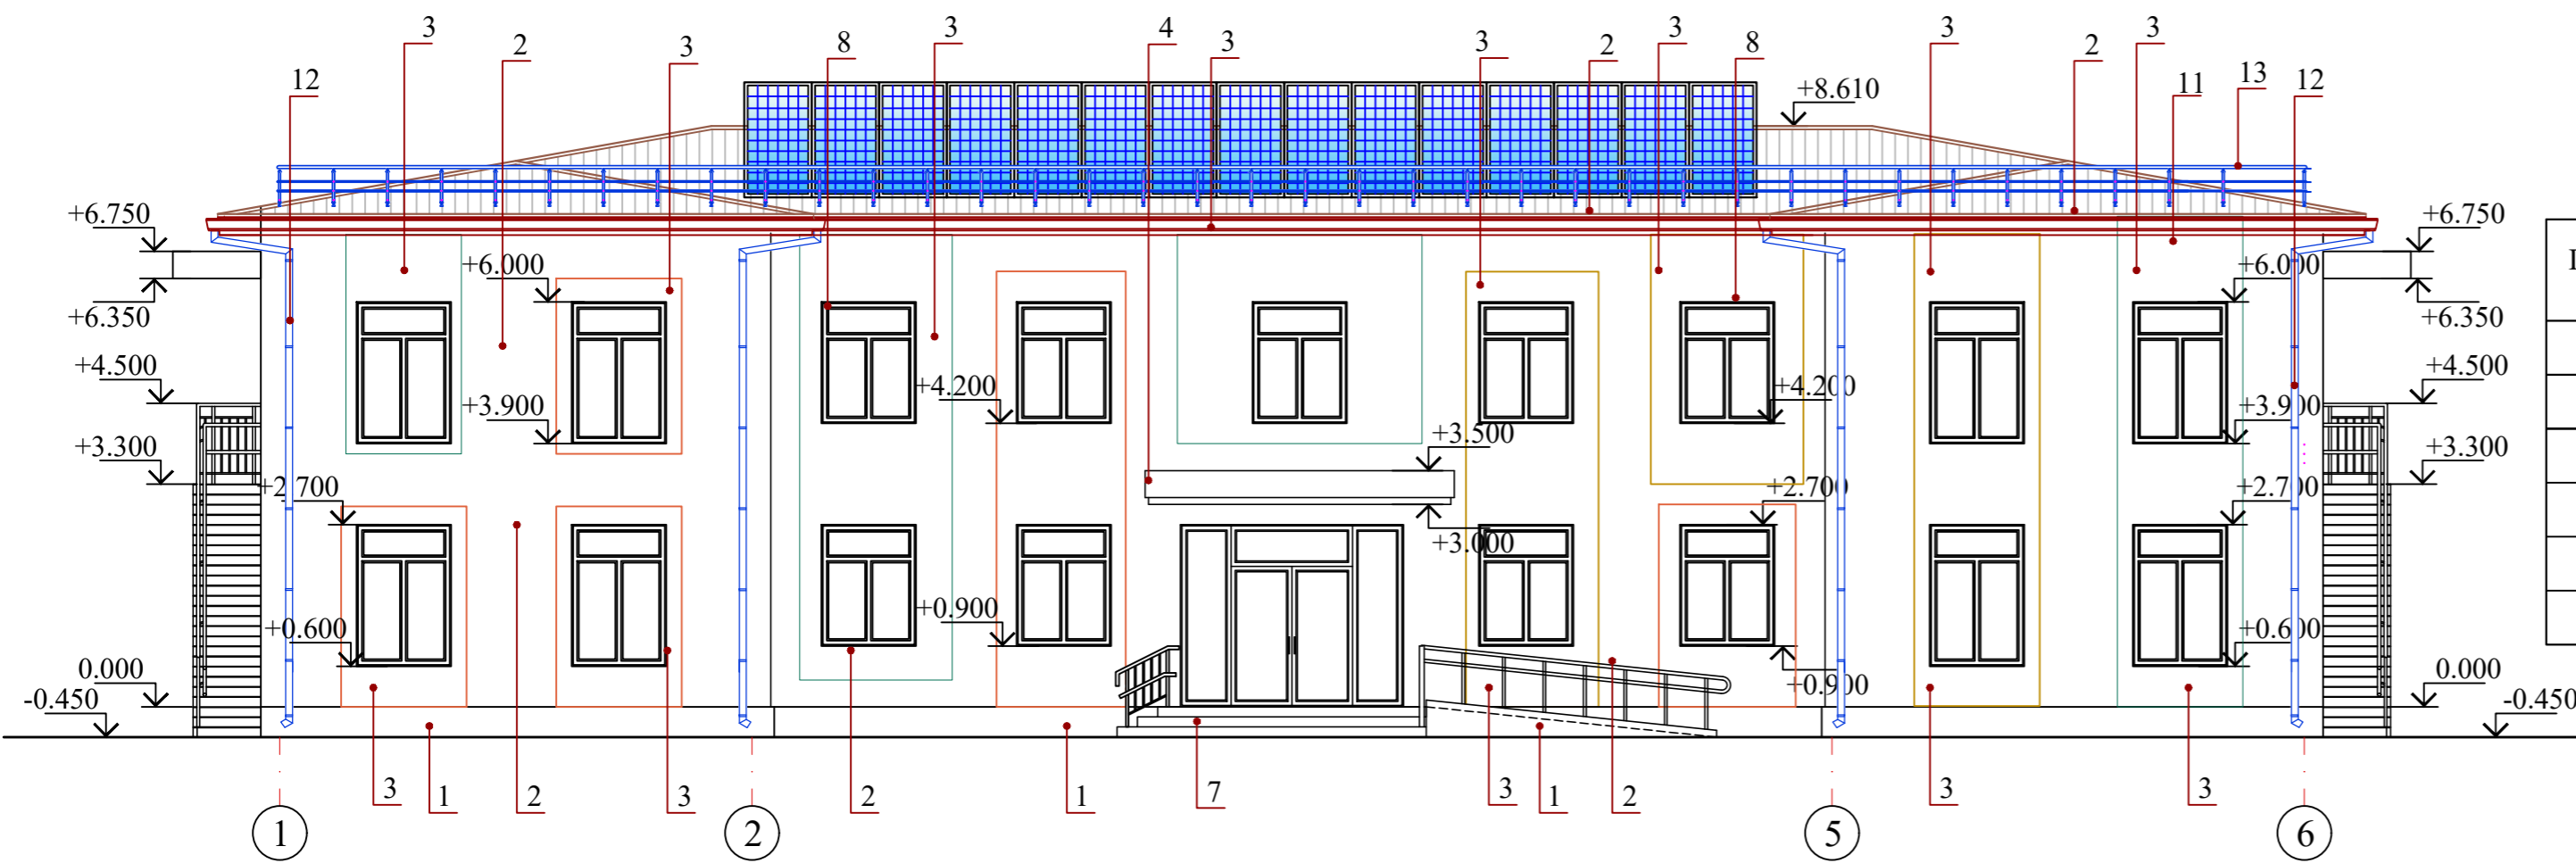 3 2 3 8 3 4 3 3 2 3 8 3 2 3
12 11 13 12
+8.610
+6.750 +6.750
+6.000 +6.000
+6.350 +6.350
+4.500 +4.200 +4.200 +4.500
+3.900 +3.900
+3.300 +3.500 +3.300
+2.700 +2.700 +2.700
+3.000
+0.600 +0.900 +0.600
0.000 +0.900 0.000
-0.450 -0.450
3 1 2 3 2 1 7 3 1 2 3 3
1 2 5 6